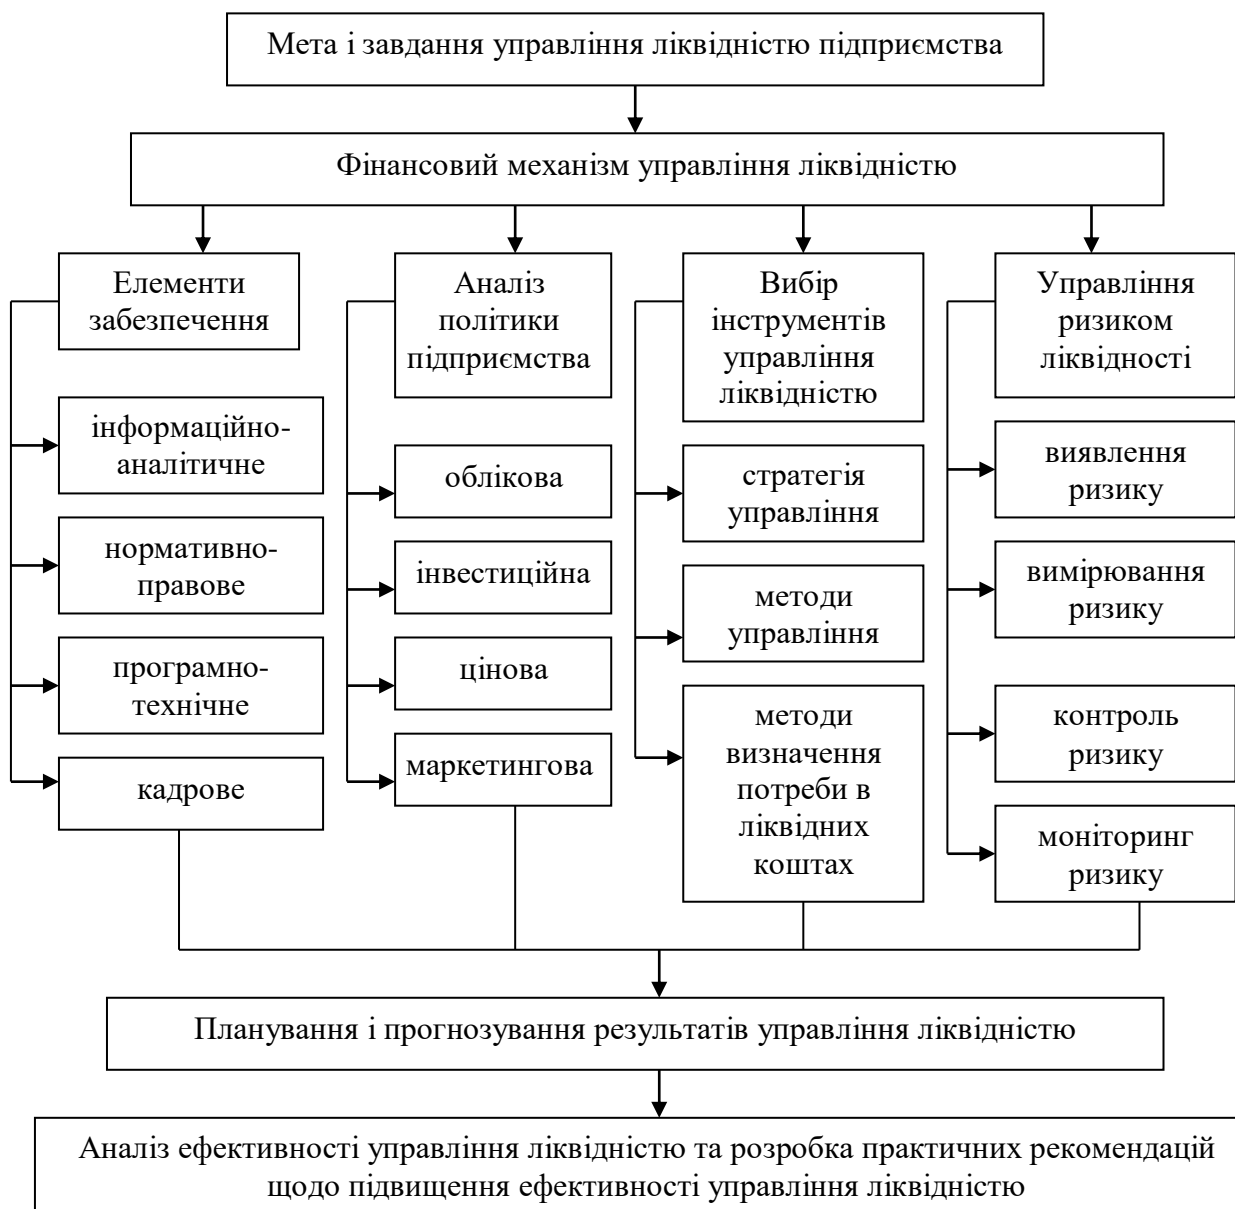 Мета і завдання управління ліквідністю підприємства
Фінансовий механізм управління ліквідністю
Елементи
забезпечення
інформаційно-
аналітичне
нормативно-
правове
програмно-
технічне
кадрове
Аналіз
політики
підприємства
облікова
інвестиційна
цінова
маркетингова
Вибір
інструментів
управління
ліквідністю
стратегія
управління
методи
управління
методи
визначення
потреби в
ліквідних
коштах
Управління
ризиком
ліквідності
виявлення
ризику
вимірювання
ризику
контроль
ризику
моніторинг
ризику
Планування і прогнозування результатів управління ліквідністю
Аналіз ефективності управління ліквідністю та розробка практичних рекомендацій
щодо підвищення ефективності управління ліквідністю